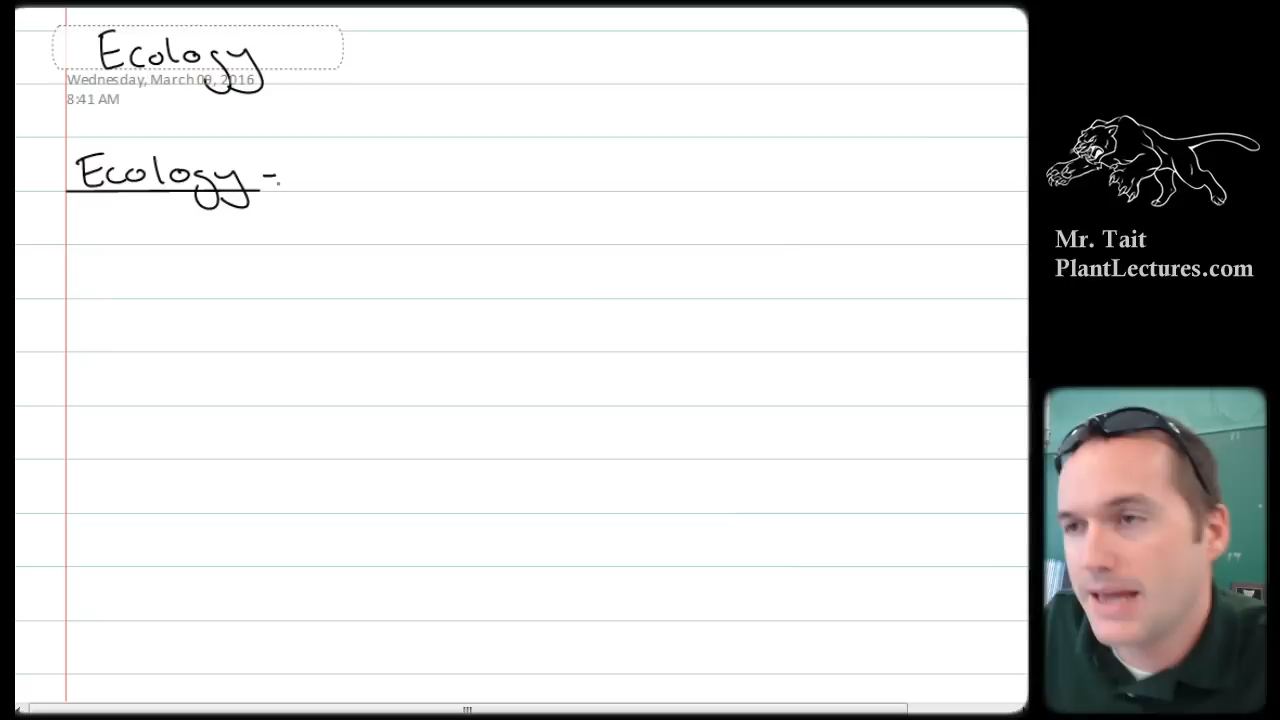 Ecology
Wednesday, March 09, 2016
8:41 AM
Ecology -
Mr. Tait
PlantLectures.com